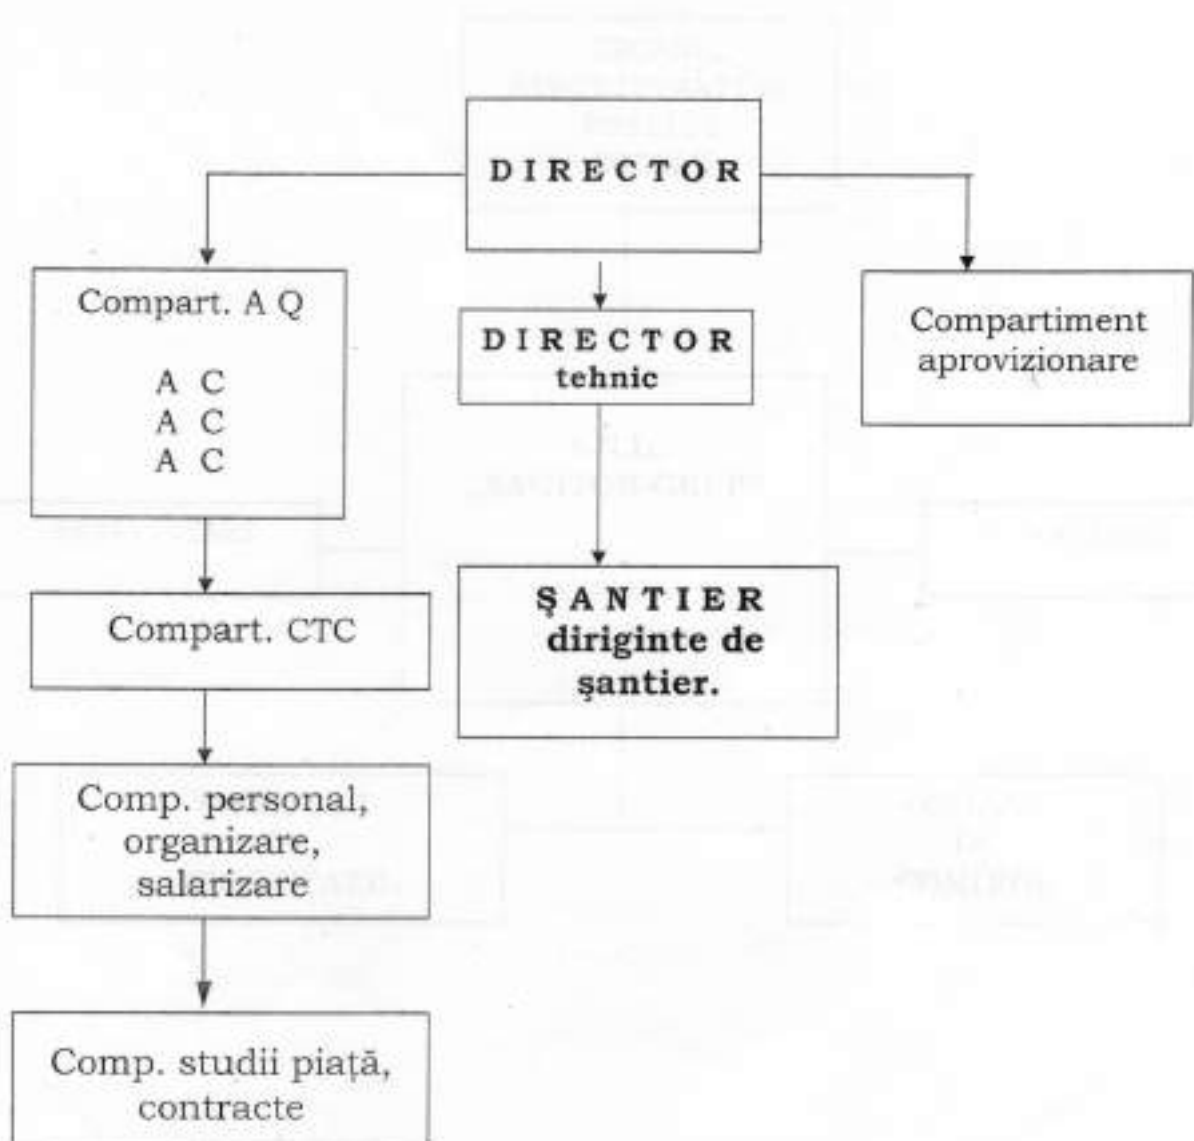 DIRECTOR
Compart. A Q
A C
A C
A C
DIRECTOR
tehnic
Compartiment
aprovizionare
ŞANTIER
diriginte de
şantier.
Compart. CTC
Comp. personal,
organizare,
salarizare
Comp. studii piaţă,
contracte